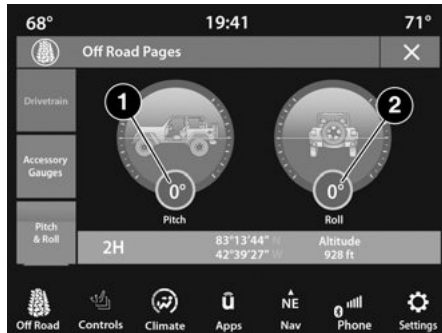 68° 19:41 71°
Off Road Pages
Drivetrain
Accessory
Gauges
Pitch
& Roll
1
2
0°
0°
Pitch
Roll
2H
83°13'44" N
42°39'27" W
Altitude
928 ft
Off Road
Controls
Climate
Apps
NE
Nav
Phone
Settings